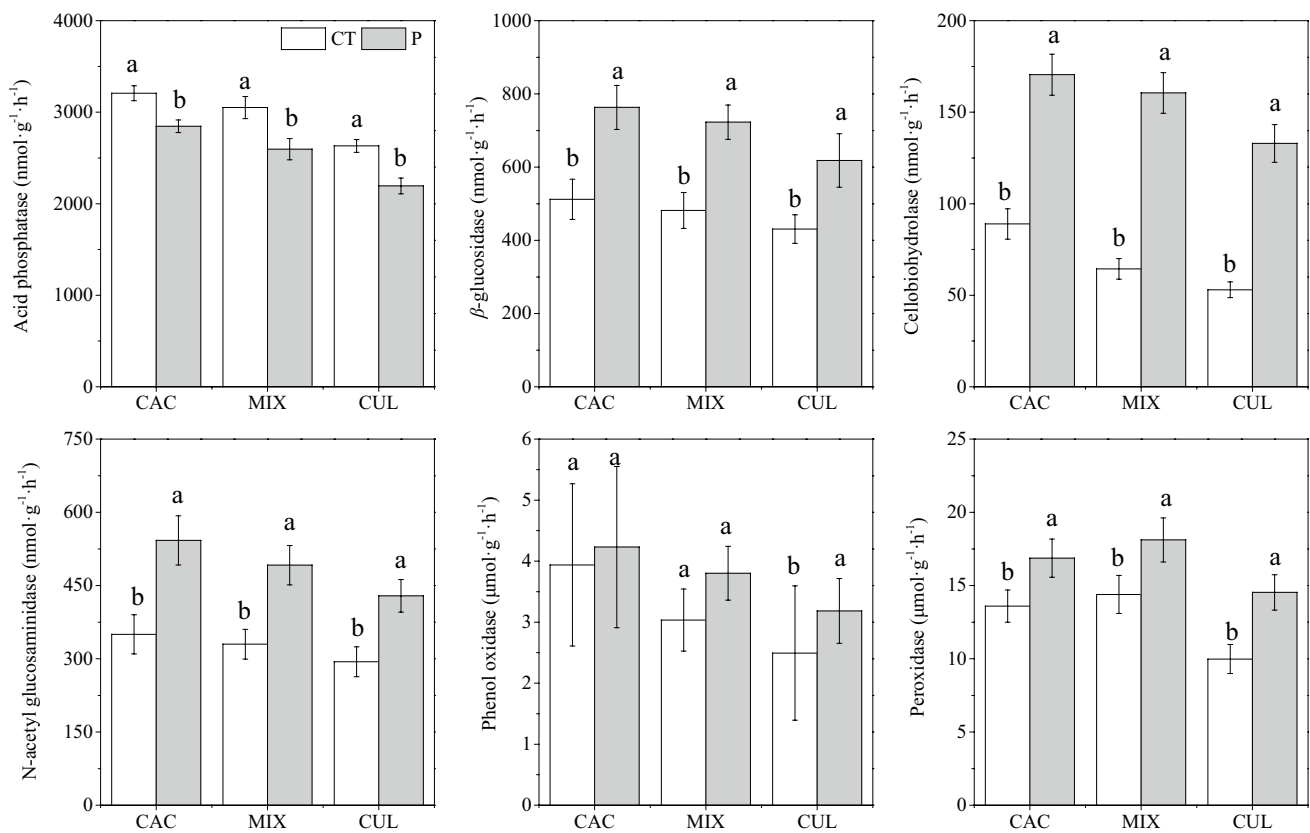 Acid phosphatase (nmol·g⁻¹·h⁻¹)
4000
3000
2000
1000
0
CT
P
a
b
a
b
a
b
CAC
MIX
CUL
β-glucosidase (nmol·g⁻¹·h⁻¹)
1000
800
600
400
200
0
b
a
b
a
b
a
CAC
MIX
CUL
Cellobiohydrolase (nmol·g⁻¹·h⁻¹)
200
150
100
50
0
b
a
b
a
b
a
CAC
MIX
CUL
N-acetyl glucosaminidase (nmol·g⁻¹·h⁻¹)
750
600
450
300
150
0
b
a
b
a
b
a
CAC
MIX
CUL
Phenol oxidase (μmol·g⁻¹·h⁻¹)
6
5
4
3
2
1
0
a
a
a
a
b
a
CAC
MIX
CUL
Peroxidase (μmol·g⁻¹·h⁻¹)
25
20
15
10
5
0
b
a
b
a
b
a
CAC
MIX
CUL